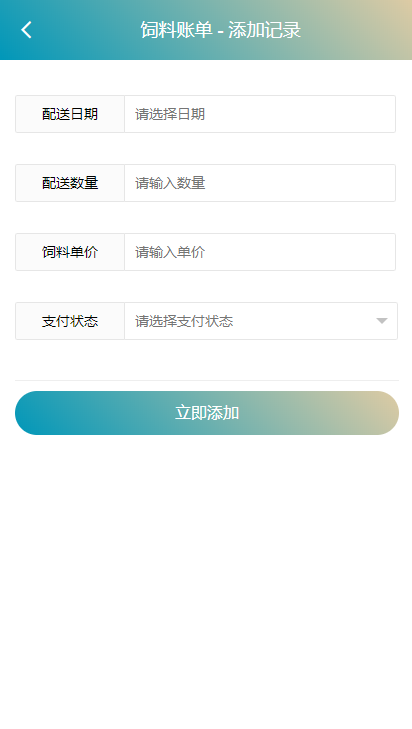 饲料账单 - 添加记录
配送日期 请选择日期
配送数量 请输入数量
饲料单价 请输入单价
支付状态 请选择支付状态
立即添加